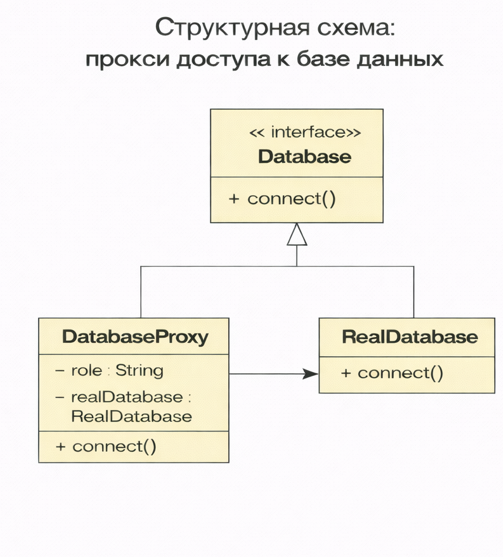 Структурная схема:
прокси доступа к базе данных
<< interface>>
Database
+ connect()
DatabaseProxy
– role : String
– realDatabase :
RealDatabase
+ connect()
RealDatabase
+ connect()